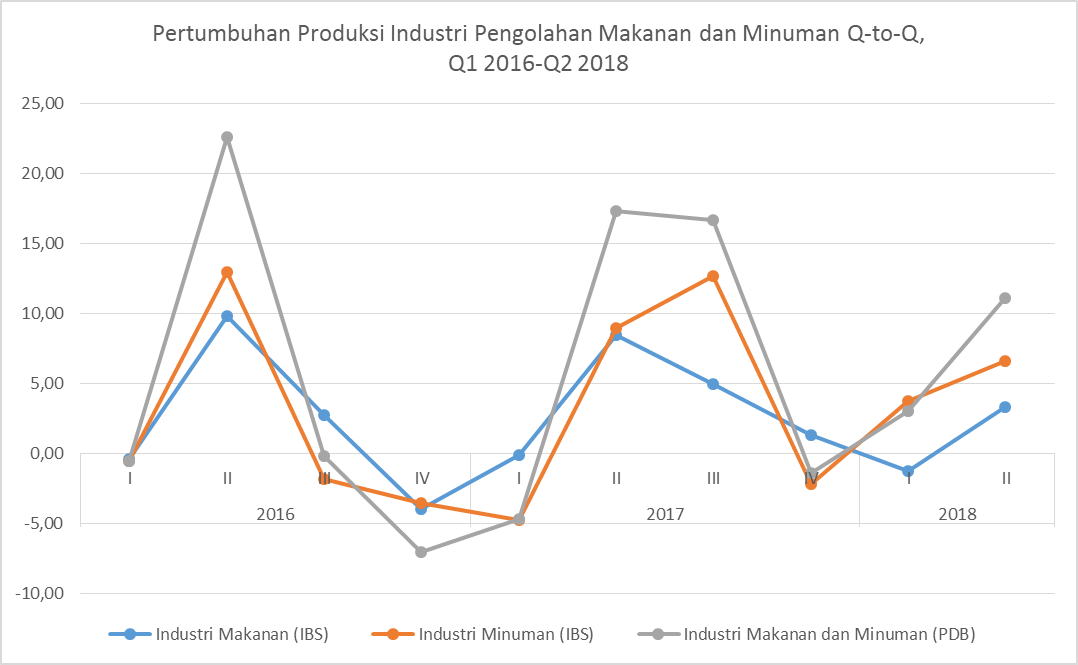 Pertumbuhan Produksi Industri Pengolahan Makanan dan Minuman Q-to-Q,
Q1 2016-Q2 2018
25,00
20,00
15,00
10,00
5,00
0,00
-5,00
-10,00
I II III IV I II III IV I II
2016 2017 2018
Industri Makanan (IBS) Industri Minuman (IBS) Industri Makanan dan Minuman (PDB)